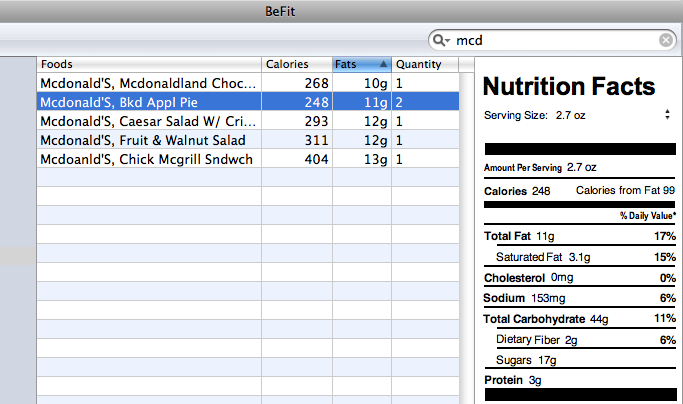 BeFit
mcd
Foods Calories Fats Quantity
Mcdonald'S, Mcdonaldland Choc... 268 10g 1
Mcdonald'S, Bkd Appl Pie 248 11g 2
Mcdonald'S, Caesar Salad W/ Cri... 293 12g 1
Mcdonald'S, Fruit & Walnut Salad 311 12g 1
Mcdoanld'S, Chick Mcgrill Sndwch 404 13g 1
Nutrition Facts
Serving Size: 2.7 oz
Amount Per Serving 2.7 oz
Calories 248 Calories from Fat 99
% Daily Value*
Total Fat 11g 17%
Saturated Fat 3.1g 15%
Cholesterol 0mg 0%
Sodium 153mg 6%
Total Carbohydrate 44g 11%
Dietary Fiber 2g 6%
Sugars 17g
Protein 3g